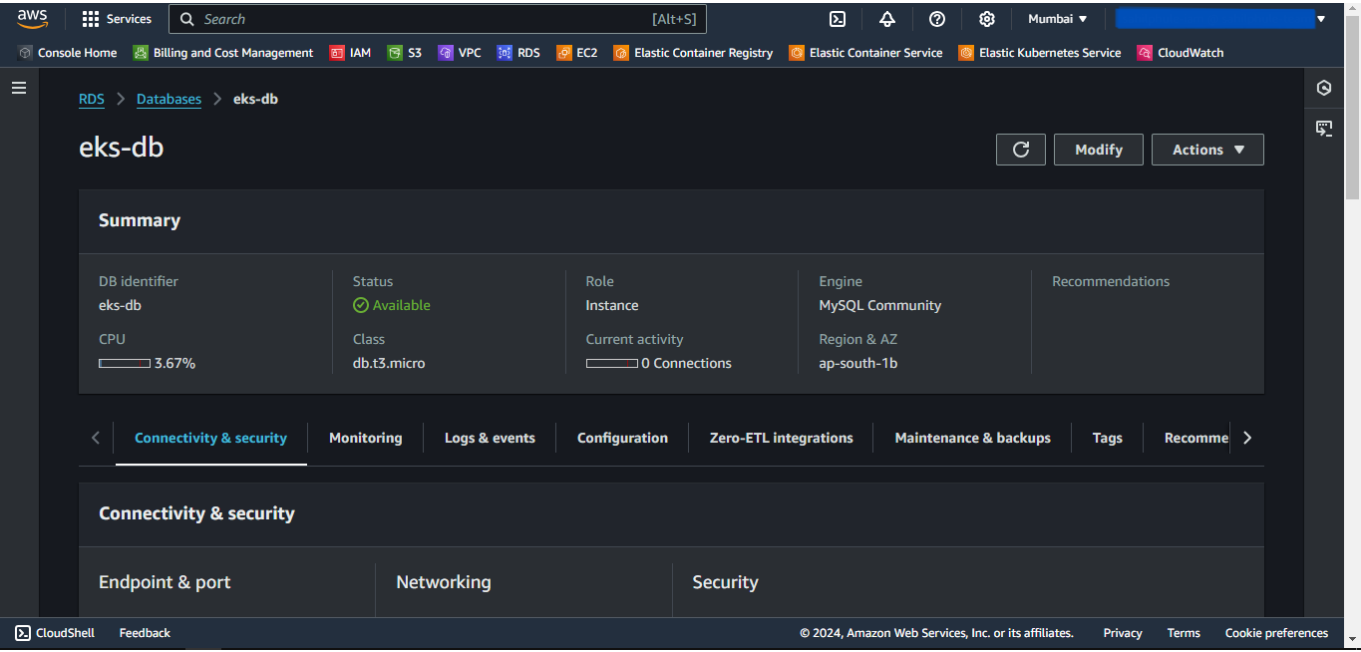 aws Services Search [Alt+S] Mumbai
Console Home Billing and Cost Management IAM S3 VPC RDS EC2 Elastic Container Registry Elastic Container Service Elastic Kubernetes Service CloudWatch
RDS > Databases > eks-db
eks-db
Modify Actions
Summary
DB identifier Status Role Engine Recommendations
eks-db Available Instance MySQL Community
CPU Class Current activity Region & AZ
3.67% db.t3.micro 0 Connections ap-south-1b
Connectivity & security Monitoring Logs & events Configuration Zero-ETL integrations Maintenance & backups Tags Recomme
Connectivity & security
Endpoint & port Networking Security
CloudShell Feedback © 2024, Amazon Web Services, Inc. or its affiliates. Privacy Terms Cookie preferences